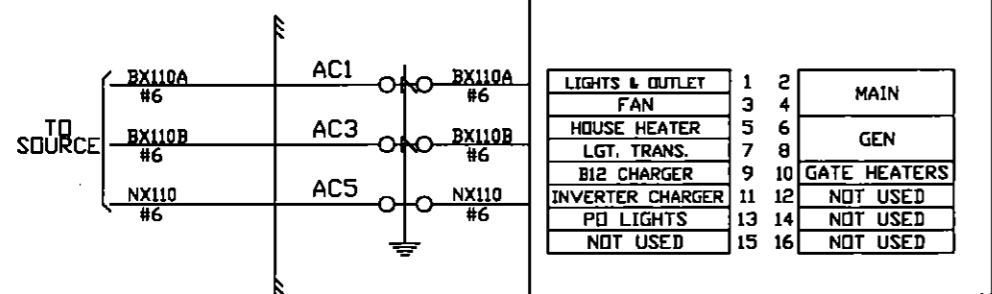 BX110A AC1 BX110A
#6 #6
TO SOURCE
BX110B AC3 BX110B
#6 #6
NX110 AC5 NX110
#6 #6
LIGHTS & OUTLET 1 2 MAIN
FAN 3 4
HOUSE HEATER 5 6 GEN
LGT. TRANS. 7 8
B12 CHARGER 9 10 GATE HEATERS
INVERTER CHARGER 11 12 NOT USED
PO LIGHTS 13 14 NOT USED
NOT USED 15 16 NOT USED